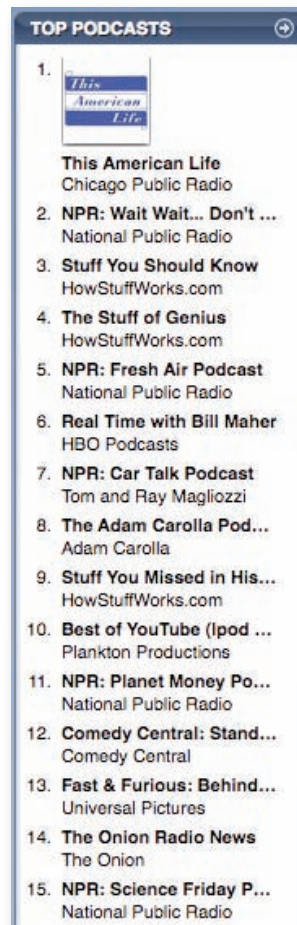 TOP PODCASTS
1.
This
American
Life
This American Life
Chicago Public Radio
2. NPR: Wait Wait... Don't ...
National Public Radio
3. Stuff You Should Know
HowStuffWorks.com
4. The Stuff of Genius
HowStuffWorks.com
5. NPR: Fresh Air Podcast
National Public Radio
6. Real Time with Bill Maher
HBO Podcasts
7. NPR: Car Talk Podcast
Tom and Ray Magliozzi
8. The Adam Carolla Pod...
Adam Carolla
9. Stuff You Missed in His...
HowStuffWorks.com
10. Best of YouTube (Ipod ...
Plankton Productions
11. NPR: Planet Money Po...
National Public Radio
12. Comedy Central: Stand...
Comedy Central
13. Fast & Furious: Behind...
Universal Pictures
14. The Onion Radio News
The Onion
15. NPR: Science Friday P...
National Public Radio